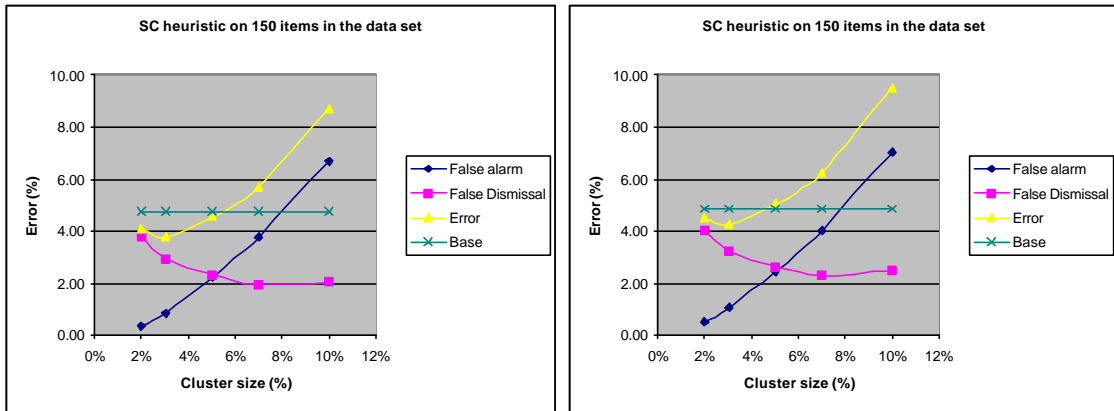 SC heuristic on 150 items in the data set
10.00
8.00
6.00
4.00
2.00
0.00
Error (%)
0% 2% 4% 6% 8% 10% 12%
Cluster size (%)
False alarm
False Dismissal
Error
Base
SC heuristic on 150 items in the data set
10.00
8.00
6.00
4.00
2.00
0.00
Error (%)
0% 2% 4% 6% 8% 10% 12%
Cluster size (%)
False alarm
False Dismissal
Error
Base